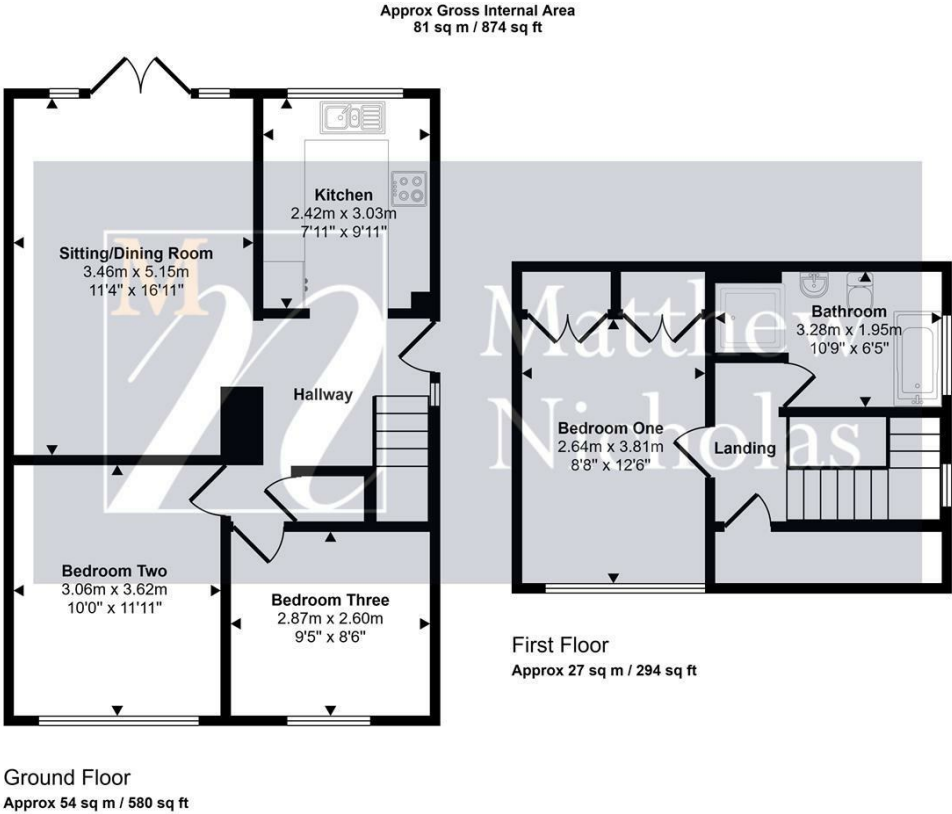 Approx Gross Internal Area
81 sq m / 874 sq ft
Kitchen
2.42m x 3.03m
7'11" x 9'11"
Sitting/Dining Room
3.46m x 5.15m
11'4" x 16'11"
Hallway
Bedroom Two
3.06m x 3.62m
10'0" x 11'11"
Bedroom Three
2.87m x 2.60m
9'5" x 8'6"
Ground Floor
Approx 54 sq m / 580 sq ft
Bathroom
3.28m x 1.95m
10'9" x 6'5"
Bedroom One
2.64m x 3.81m
8'8" x 12'6"
Landing
First Floor
Approx 27 sq m / 294 sq ft
M
n
Matthew
Nicholas